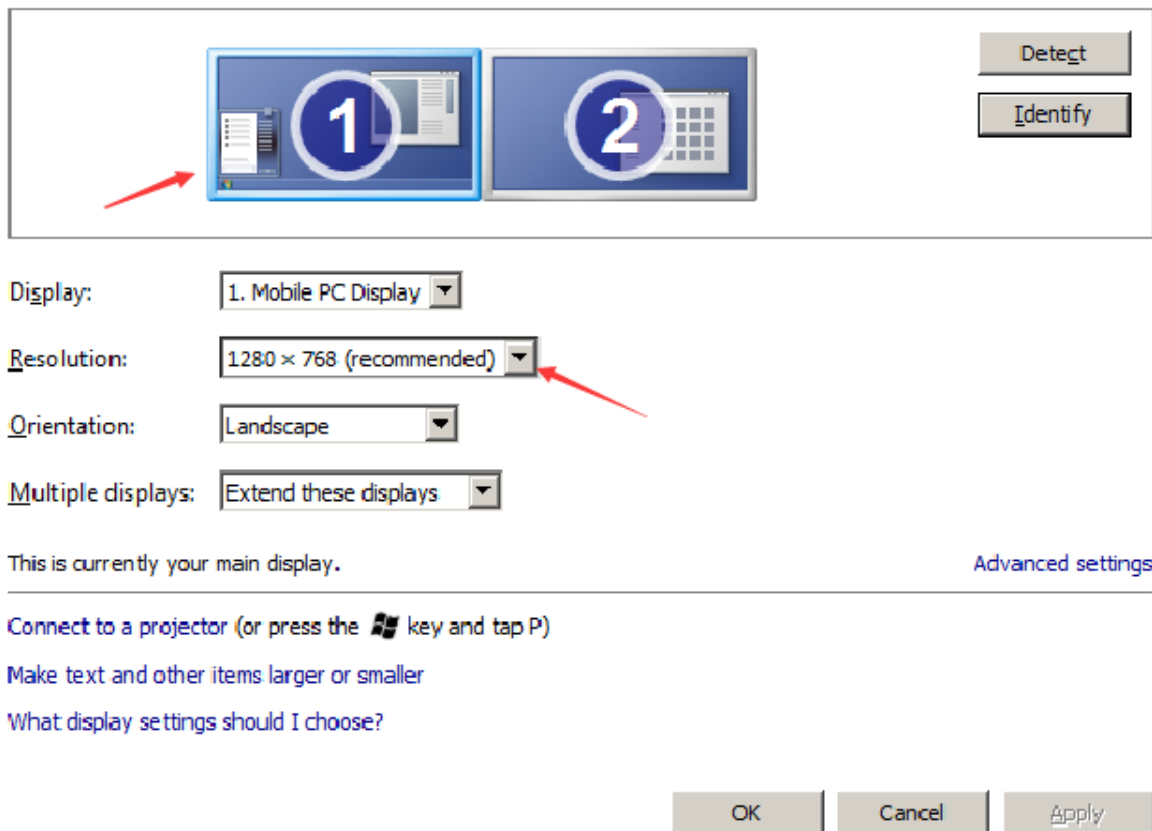 1
2
Detect
Identify
Display:
1. Mobile PC Display
Resolution:
1280 × 768 (recommended)
Orientation:
Landscape
Multiple displays:
Extend these displays
This is currently your main display.
Advanced settings
Connect to a projector (or press the key and tap P)
Make text and other items larger or smaller
What display settings should I choose?
OK
Cancel
Apply